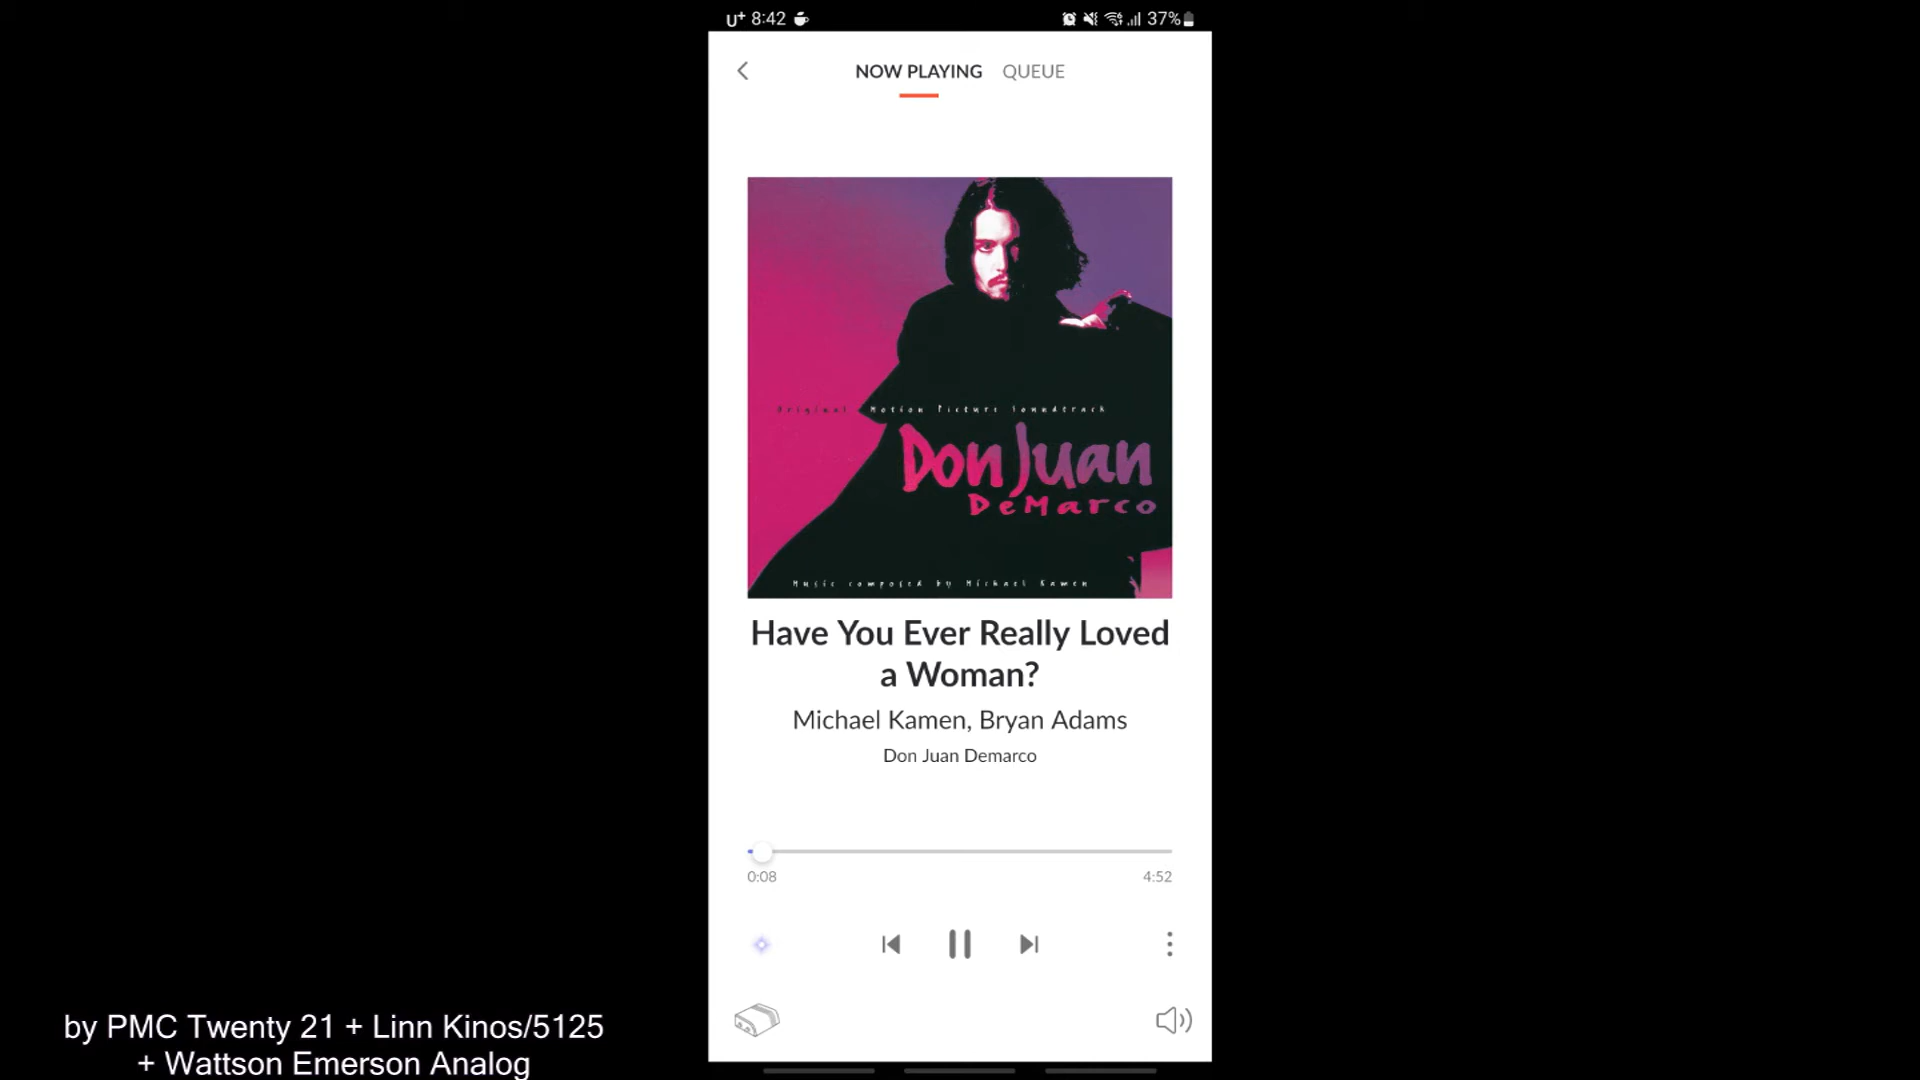 U+ 8:42 37%
NOW PLAYING QUEUE
Original Motion Picture Soundtrack
Don Juan
DeMarco
Music composed by Michael Kamen
Have You Ever Really Loved
a Woman?
Michael Kamen, Bryan Adams
Don Juan Demarco
0:08 4:52
by PMC Twenty 21 + Linn Kinos/5125
+ Wattson Emerson Analog